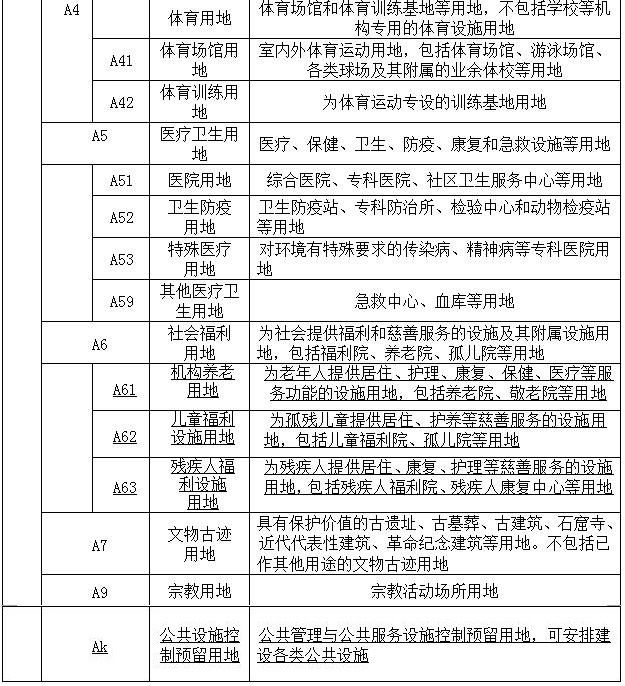 A4
体育用地
体育场馆和体育训练基地等用地，不包括学校等机
构专用的体育设施用地
A41
体育场馆用
地
室内外体育运动用地，包括体育场馆、游泳场馆、
各类球场及其附属的业余体校等用地
A42
体育训练用
地
为体育运动专设的训练基地用地
A5
医疗卫生用
地
医疗、保健、卫生、防疫、康复和急救设施等用地
A51
医院用地
综合医院、专科医院、社区卫生服务中心等用地
A52
卫生防疫
用地
卫生防疫站、专科防治所、检验中心和动物检疫站
等用地
A53
特殊医疗
用地
对环境有特殊要求的传染病、精神病等专科医院用
地
A59
其他医疗卫
生用地
急救中心、血库等用地
A6
社会福利
用地
为社会提供福利和慈善服务的设施及其附属设施用
地，包括福利院、养老院、孤儿院等用地
A61
机构养老
用地
为老年人提供居住、护理、康复、保健、医疗等服
务功能的设施用地，包括养老院、敬老院等用地
A62
儿童福利
设施用地
为孤残儿童提供居住、护养等慈善服务的设施用
地，包括儿童福利院、孤儿院等用地
A63
残疾人福
利设施
用地
为残疾人提供居住、康复、护理等慈善服务的设施
用地，包括残疾人福利院、残疾人康复中心等用地
A7
文物古迹
用地
具有保护价值的古遗址、古墓葬、古建筑、石窟寺、
近代代表性建筑、革命纪念建筑等用地。不包括已
作其他用途的文物古迹用地
A9
宗教用地
宗教活动场所用地
Ak
公共设施控
制预留用地
公共管理与公共服务设施控制预留用地，可安排建
设各类公共设施